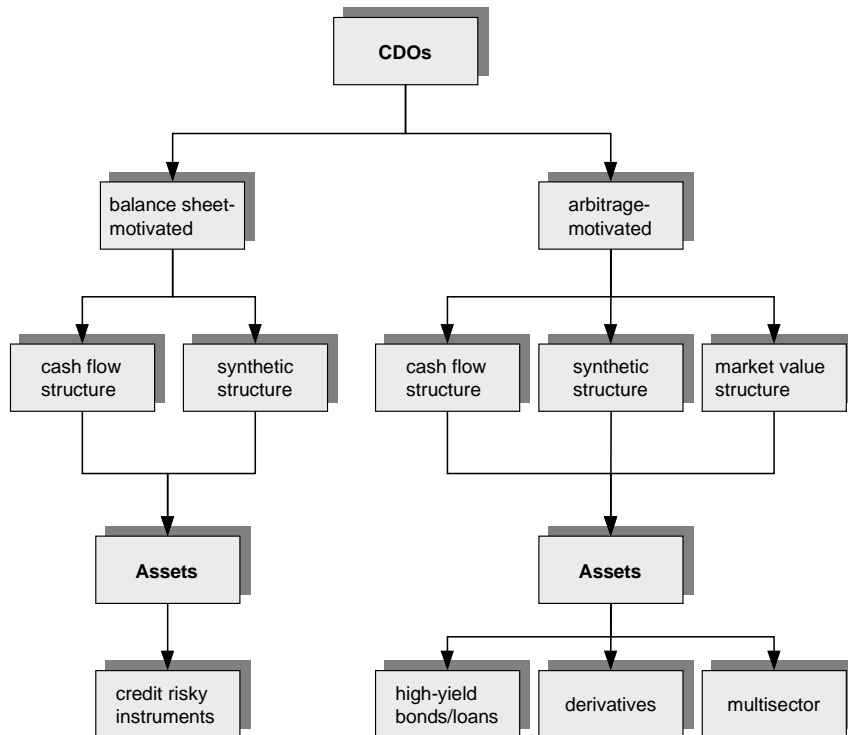 CDOs
balance sheet-
motivated
arbitrage-
motivated
cash flow
structure
synthetic
structure
cash flow
structure
synthetic
structure
market value
structure
Assets
Assets
credit risky
instruments
high-yield
bonds/loans
derivatives
multisector